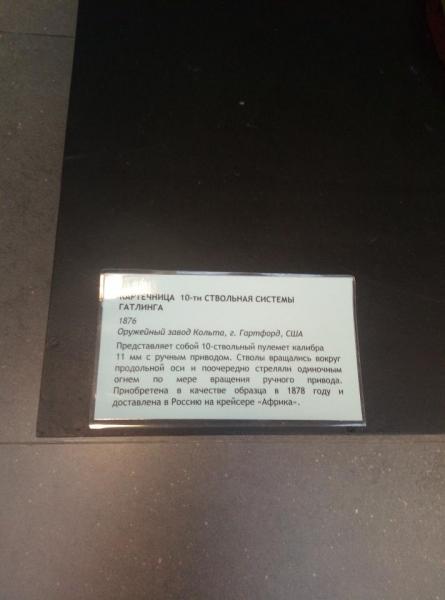 КАРТЕЧНИЦА 10-ти СТВОЛЬНАЯ СИСТЕМЫ
ГАТЛИНГА
1876
Оружейный завод Кольта, г. Гартфорд, США
Представляет собой 10-ствольный пулемет калибра
11 мм с ручным приводом. Стволы вращались вокруг
продольной оси и поочередно стреляли одиночным
огнем по мере вращения ручного привода.
Приобретена в качестве образца в 1878 году и
доставлена в Россию на крейсере «Африка».